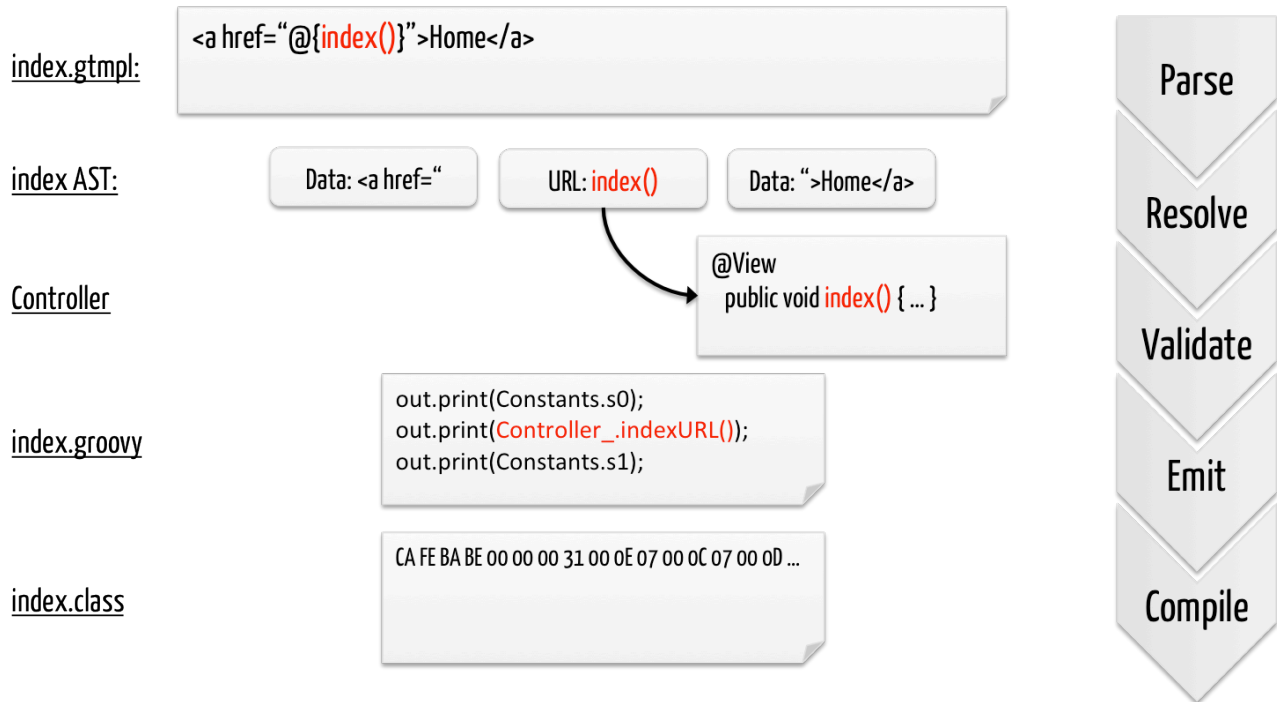 <a href=“@{index()}”>Home</a>
index.gtmpl:
Parse
index AST:
Data: <a href=“
URL: index()
Data: “>Home</a>
Resolve
Controller
@View
public void index() { ... }
Validate
index.groovy
out.print(Constants.s0);
out.print(Controller_.indexURL());
out.print(Constants.s1);
Emit
index.class
CA FE BA BE 00 00 00 31 00 0E 07 00 0C 07 00 0D ...
Compile